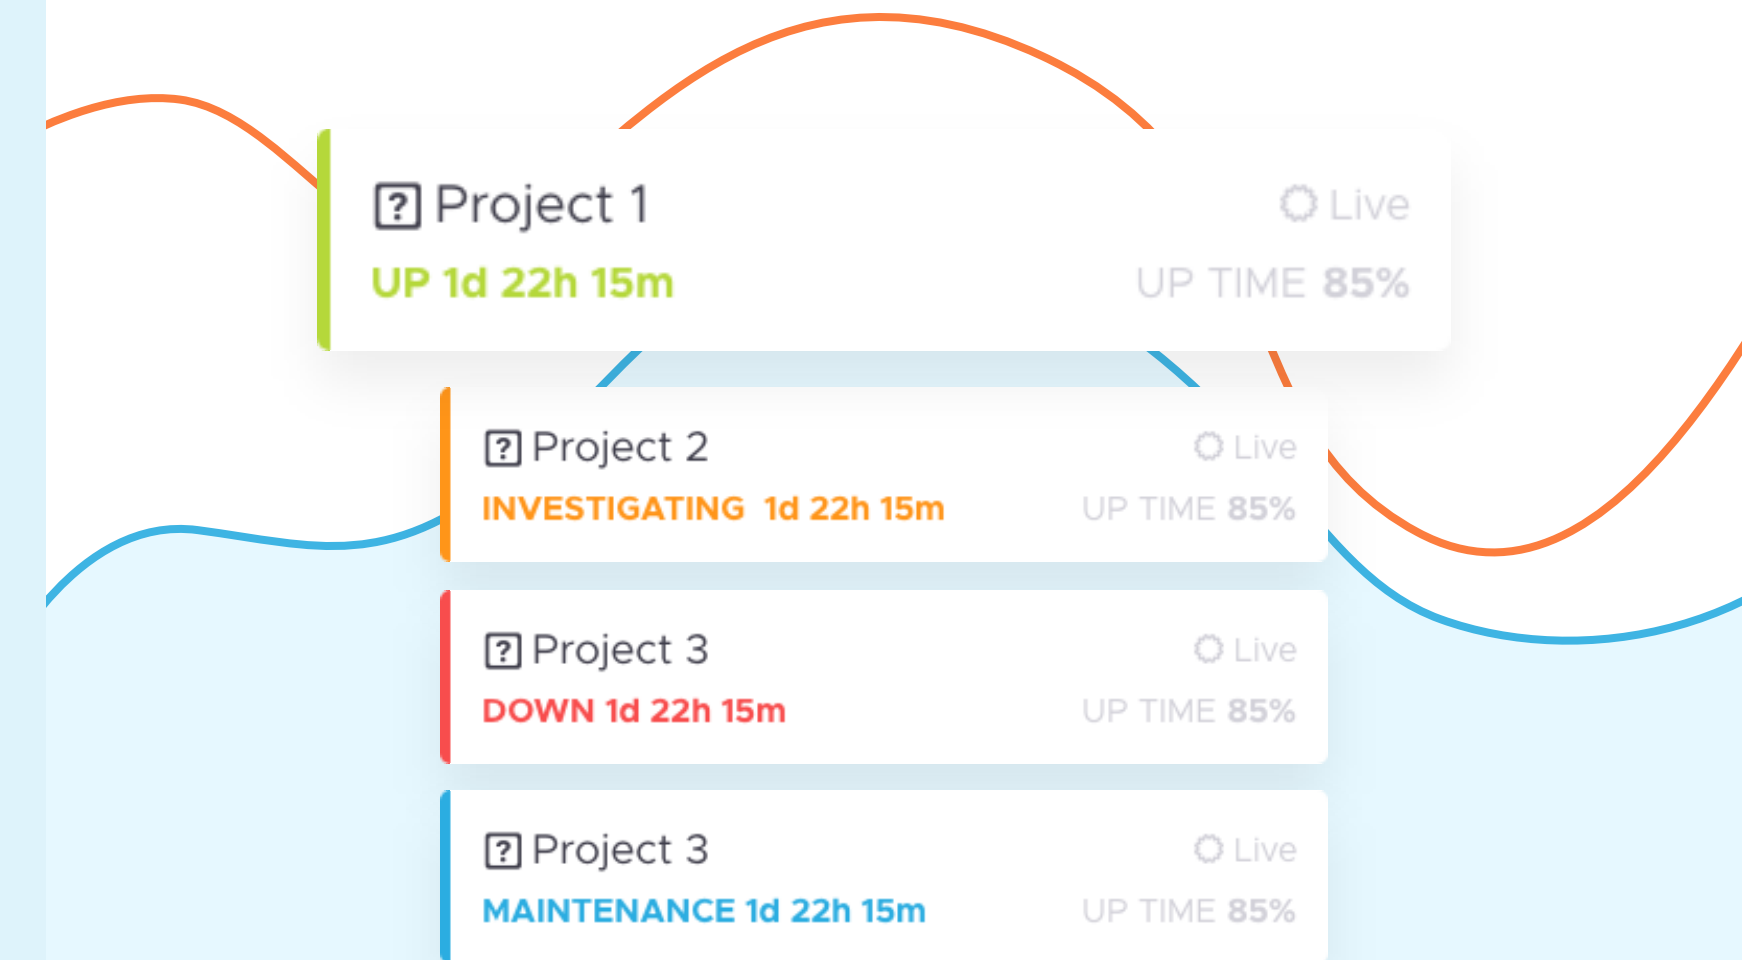 Project 1
Live
UP 1d 22h 15m
UP TIME 85%
Project 2
Live
INVESTIGATING 1d 22h 15m
UP TIME 85%
Project 3
Live
DOWN 1d 22h 15m
UP TIME 85%
Project 3
Live
MAINTENANCE 1d 22h 15m
UP TIME 85%